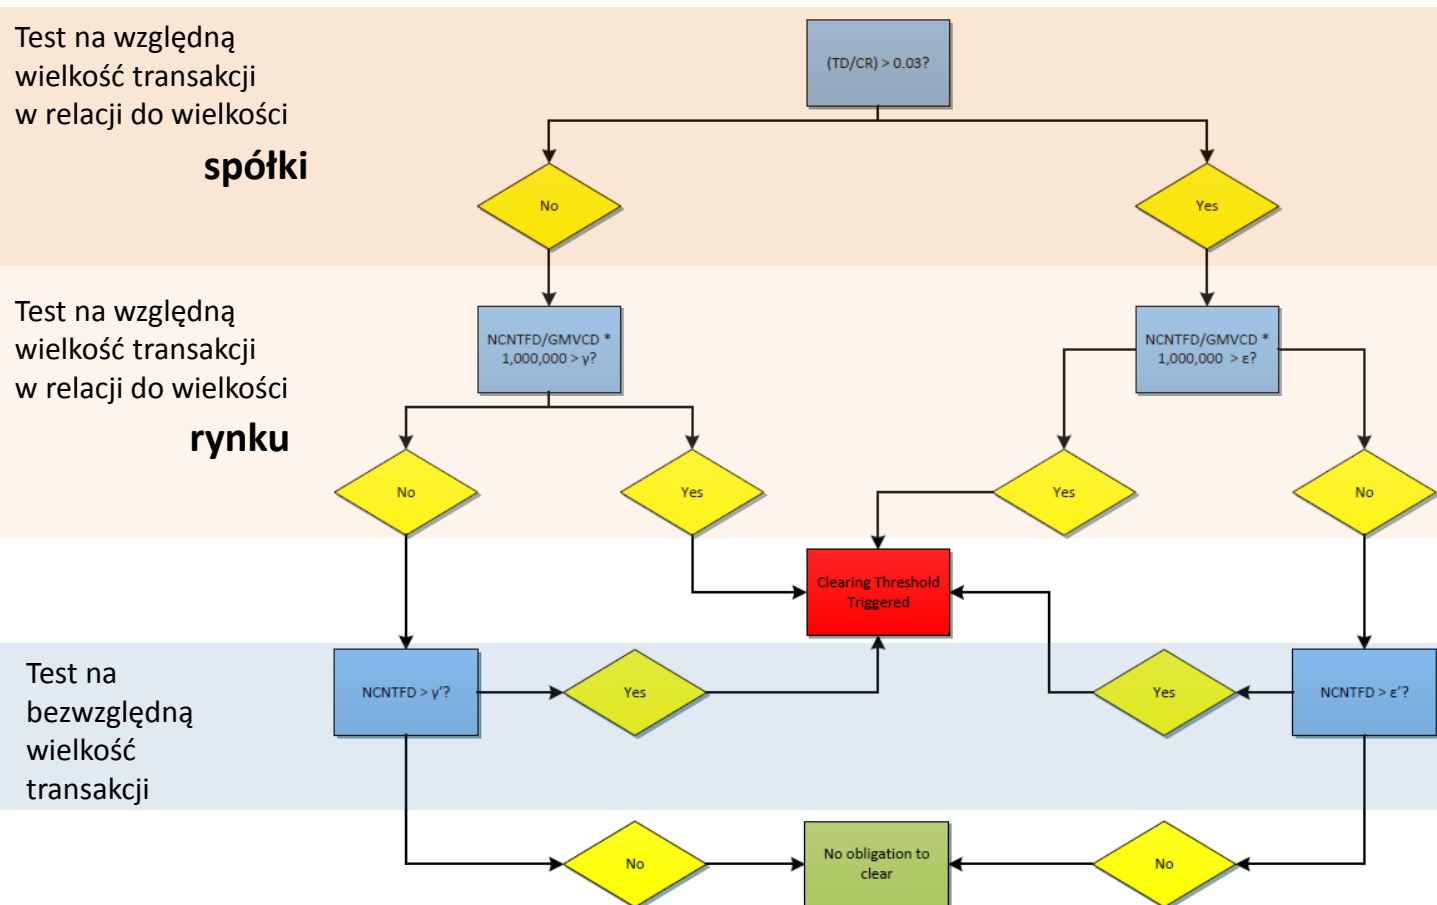 Test na względną
wielkość transakcji
w relacji do wielkości
spółki
(TD/CR) > 0.03?
No
Yes
Test na względną
wielkość transakcji
w relacji do wielkości
rynku
NCNTFD/GMVCD *
1,000,000 > γ?
NCNTFD/GMVCD *
1,000,000 > ε?
No
Yes
Yes
No
Clearing Threshold
Triggered
Test na
bezwzględną
wielkość
transakcji
NCNTFD > γ’?
Yes
Yes
NCNTFD > ε’?
No
No obligation to
clear
No